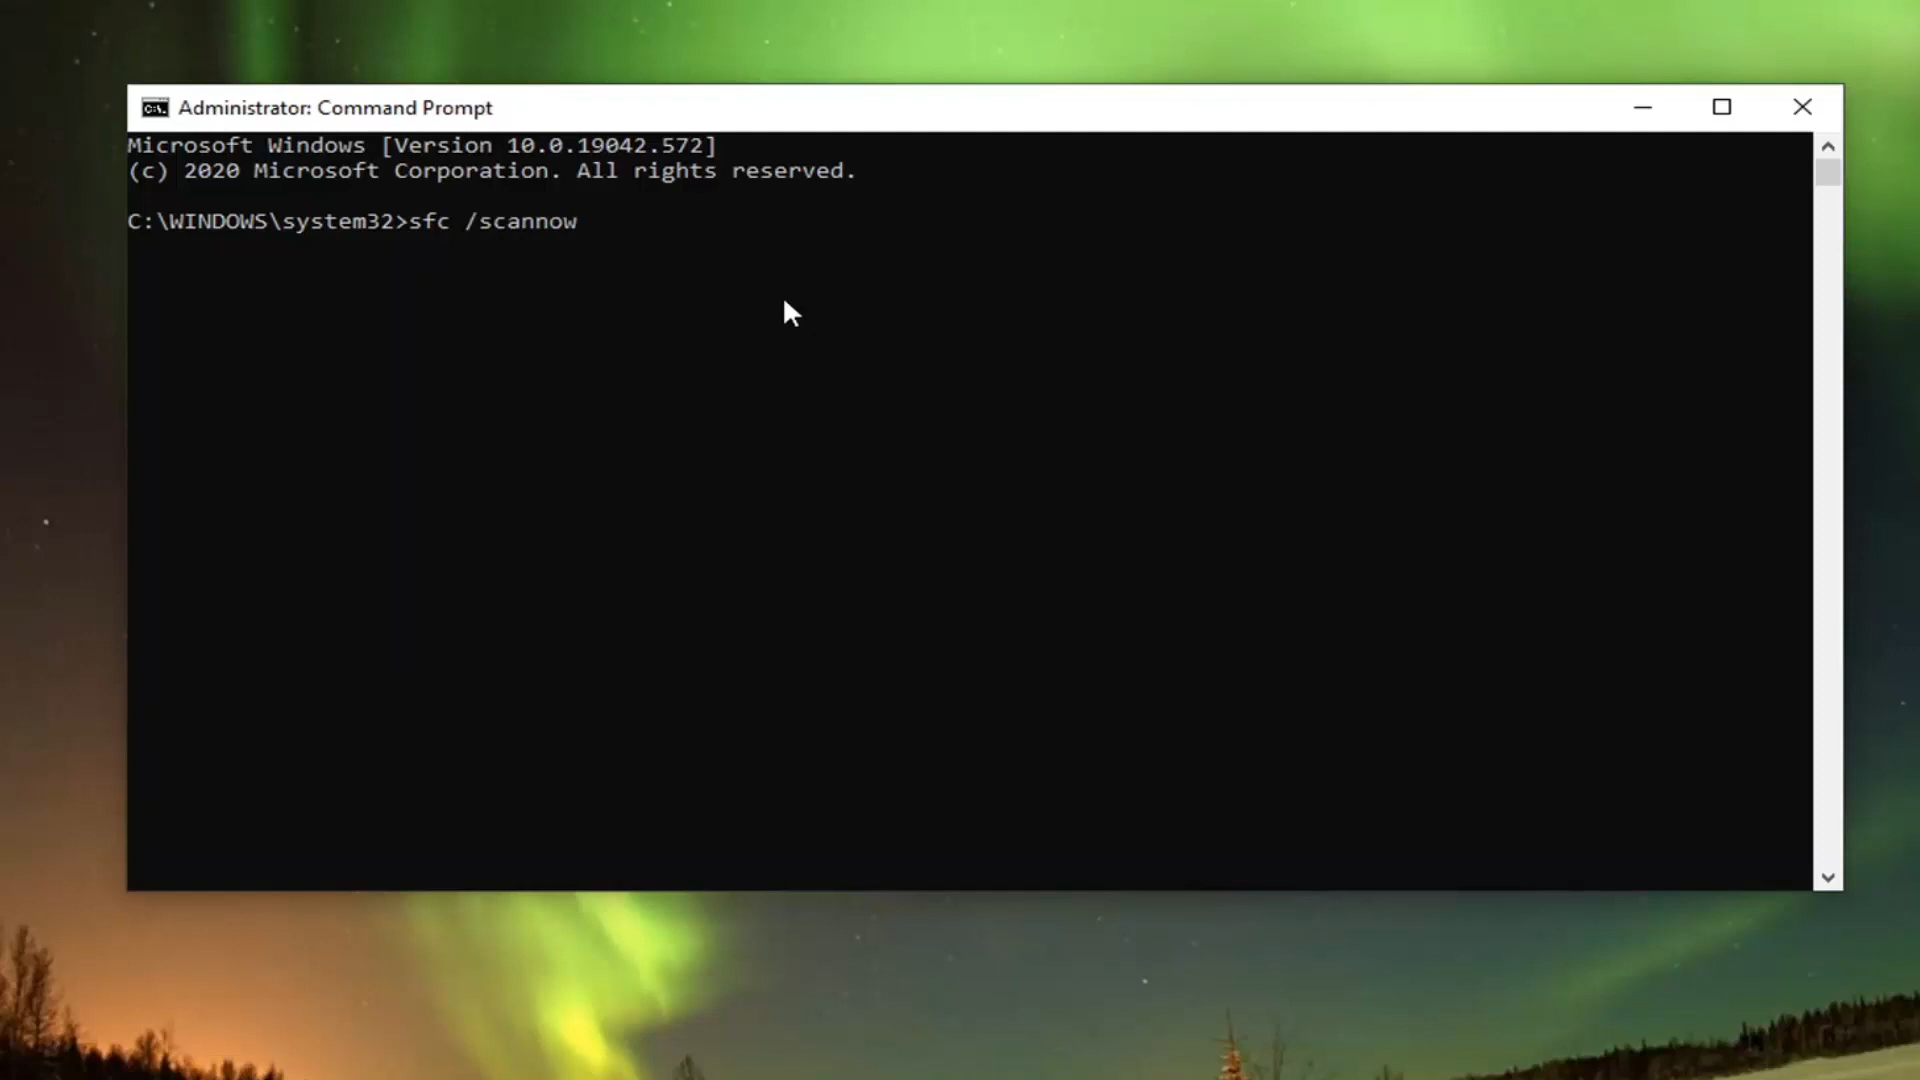 Administrator: Command Prompt
Microsoft Windows [Version 10.0.19042.572]
(c) 2020 Microsoft Corporation. All rights reserved.
C:\WINDOWS\system32>sfc /scannow